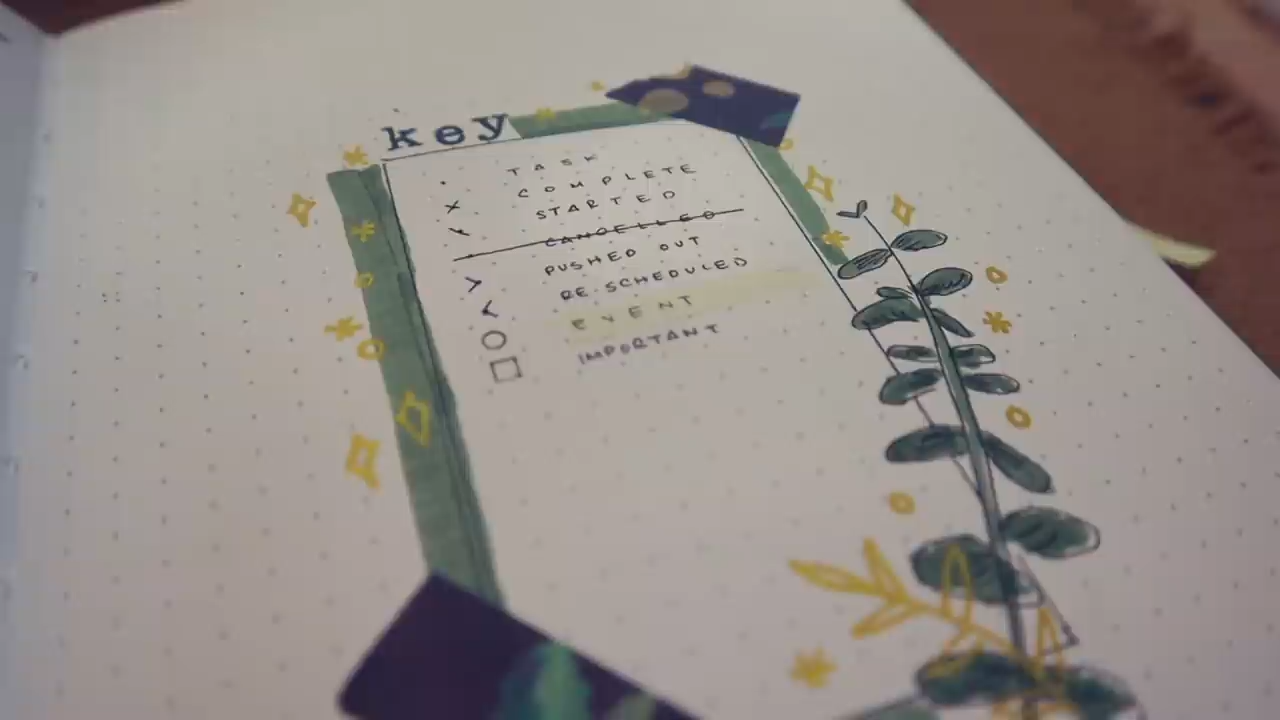 key
• TASK
× COMPLETE
STARTED
CANCELLED
> PUSHED OUT
< RE-SCHEDULED
○ EVENT
□ IMPORTANT